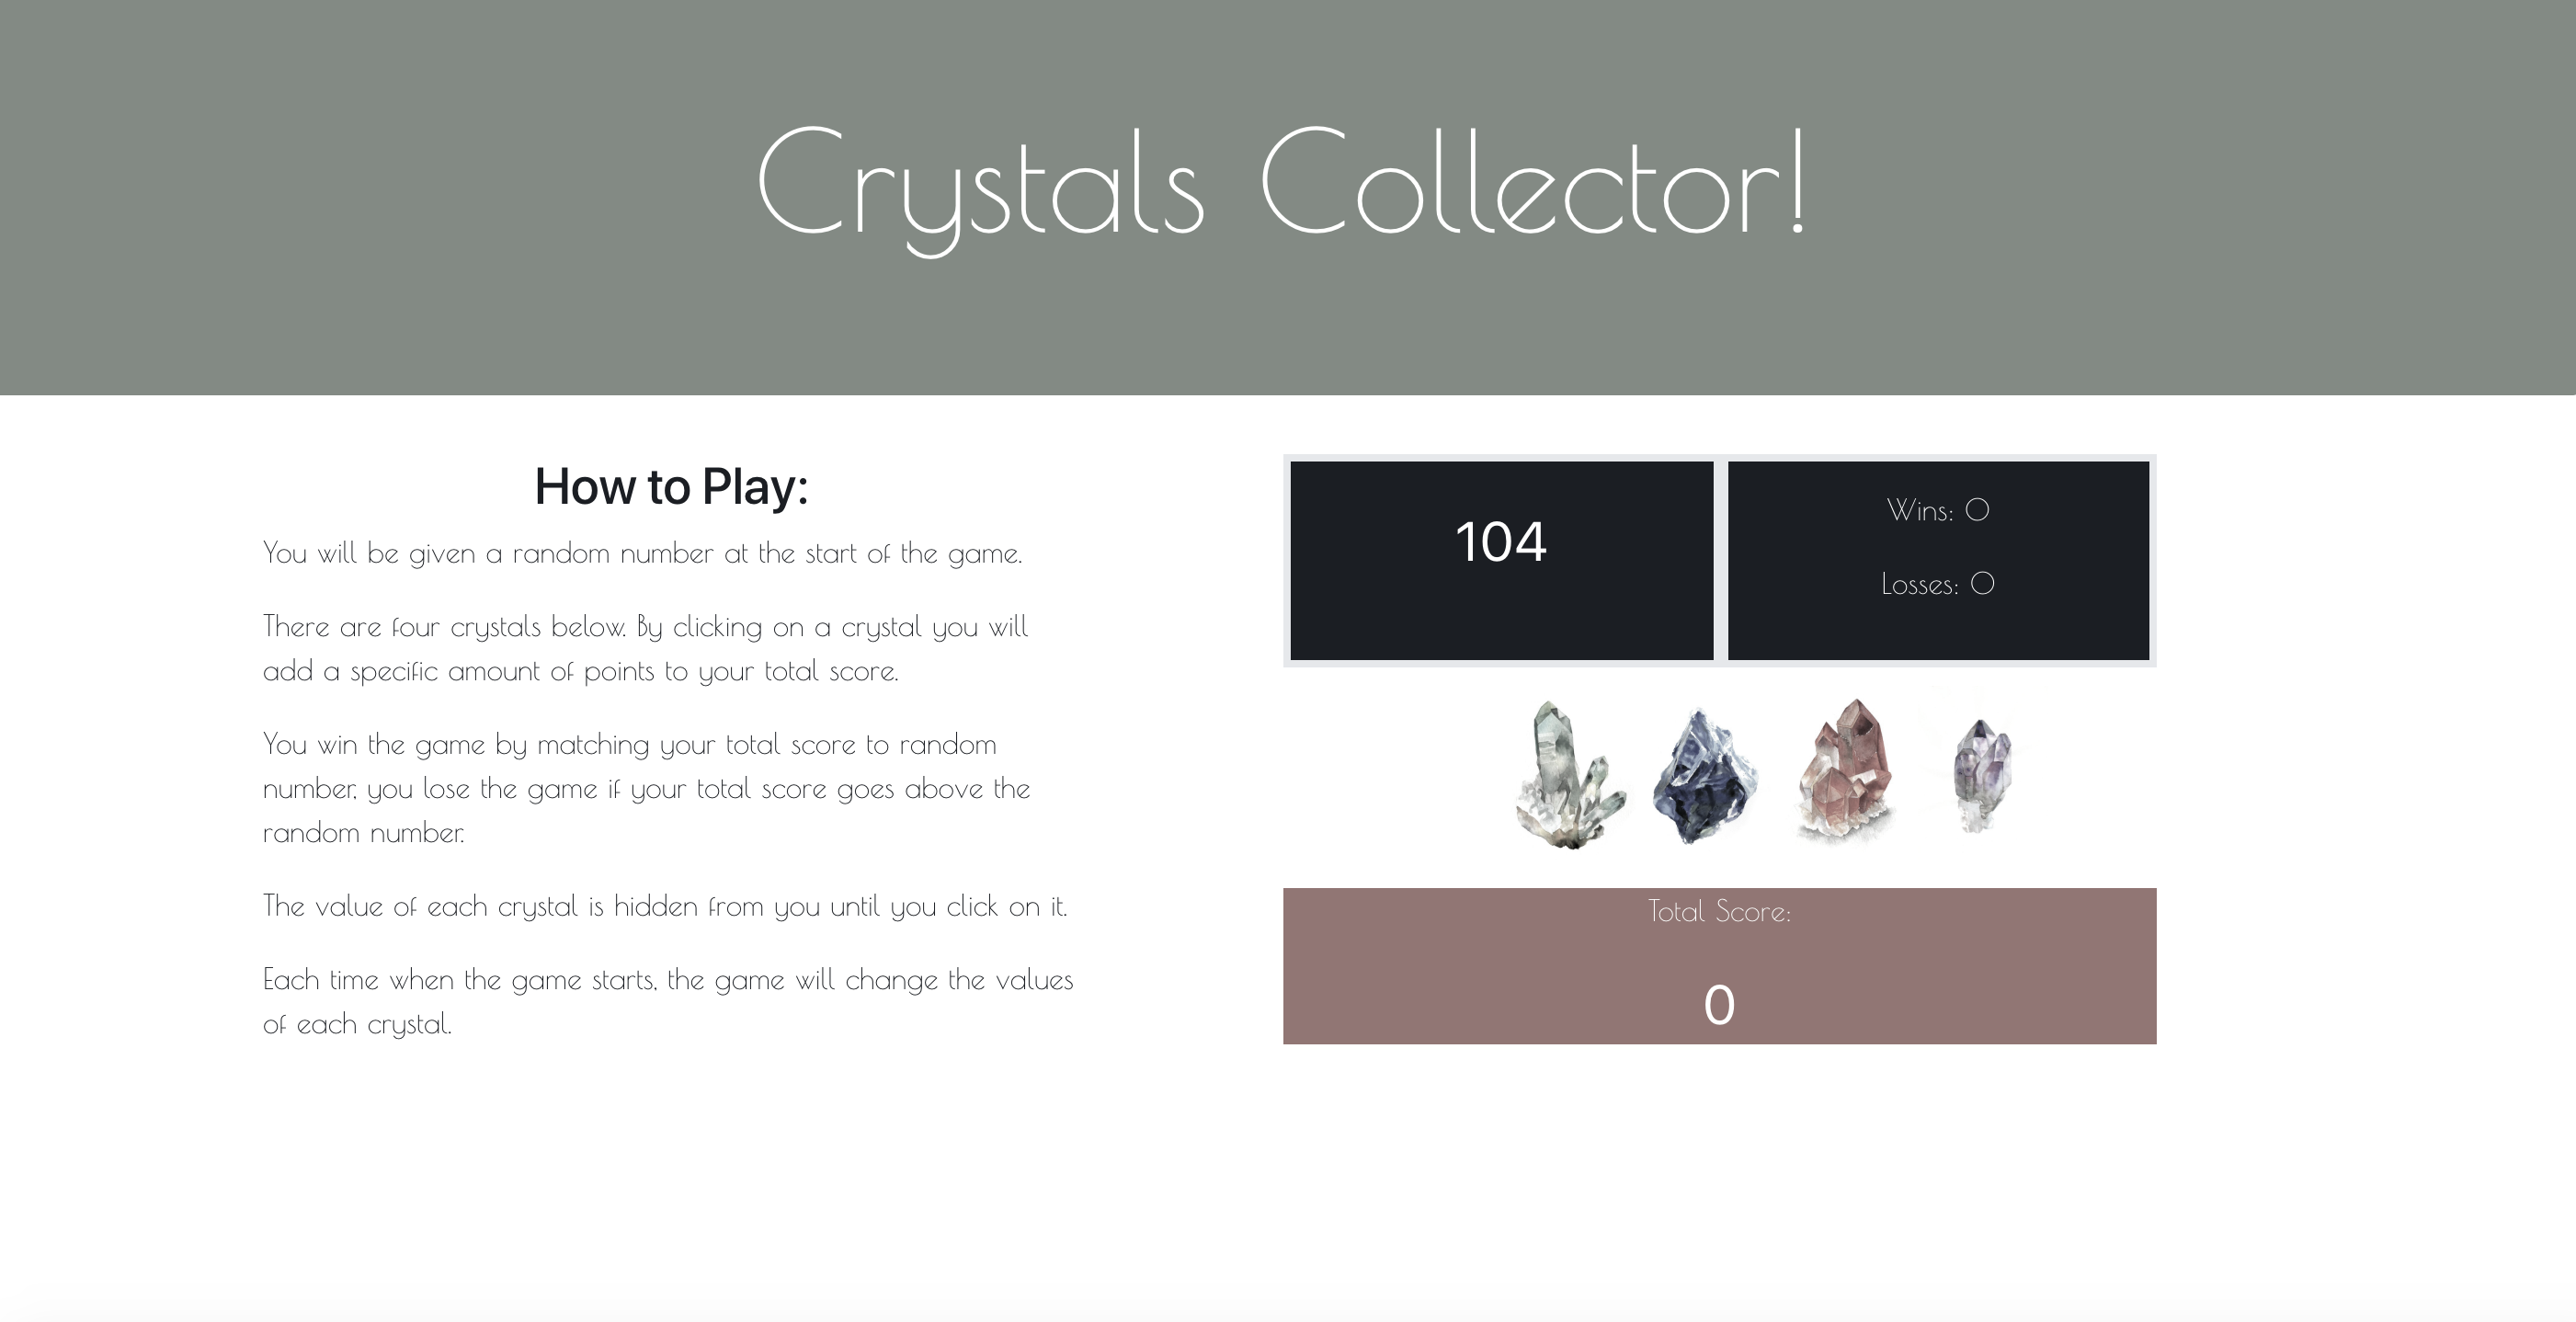 Crystals Collector!
How to Play:
You will be given a random number at the start of the game.
There are four crystals below. By clicking on a crystal you will
add a specific amount of points to your total score.
You win the game by matching your total score to random
number, you lose the game if your total score goes above the
random number.
The value of each crystal is hidden from you until you click on it.
Each time when the game starts, the game will change the values
of each crystal.
104
Wins: 0
Losses: 0
Total Score:
0